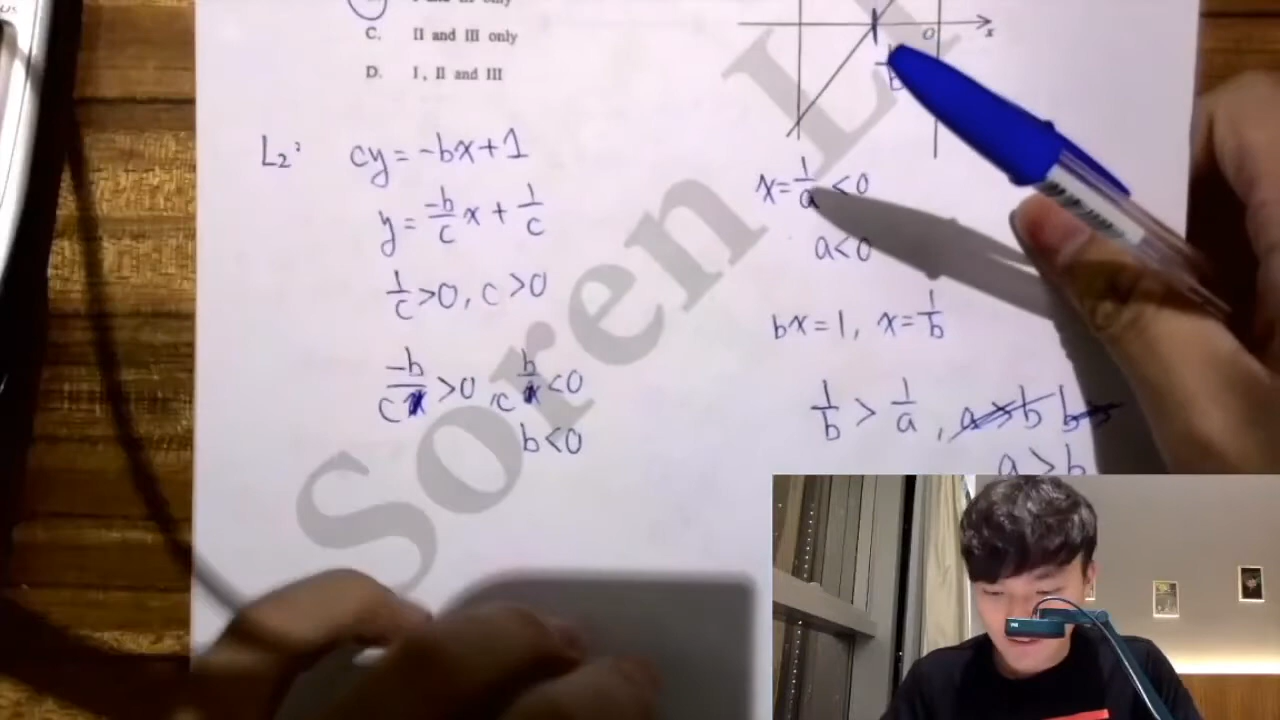 C. II and III only
D. I, II and III
O
x
L₂: cy = -bx + 1
y = -b/c x + 1/c
1/c > 0, c > 0
-b/c > 0, b/c < 0
b < 0
x = 1/a < 0
a < 0
bx = 1, x = 1/b
1/b > 1/a,
a > b
Soren L